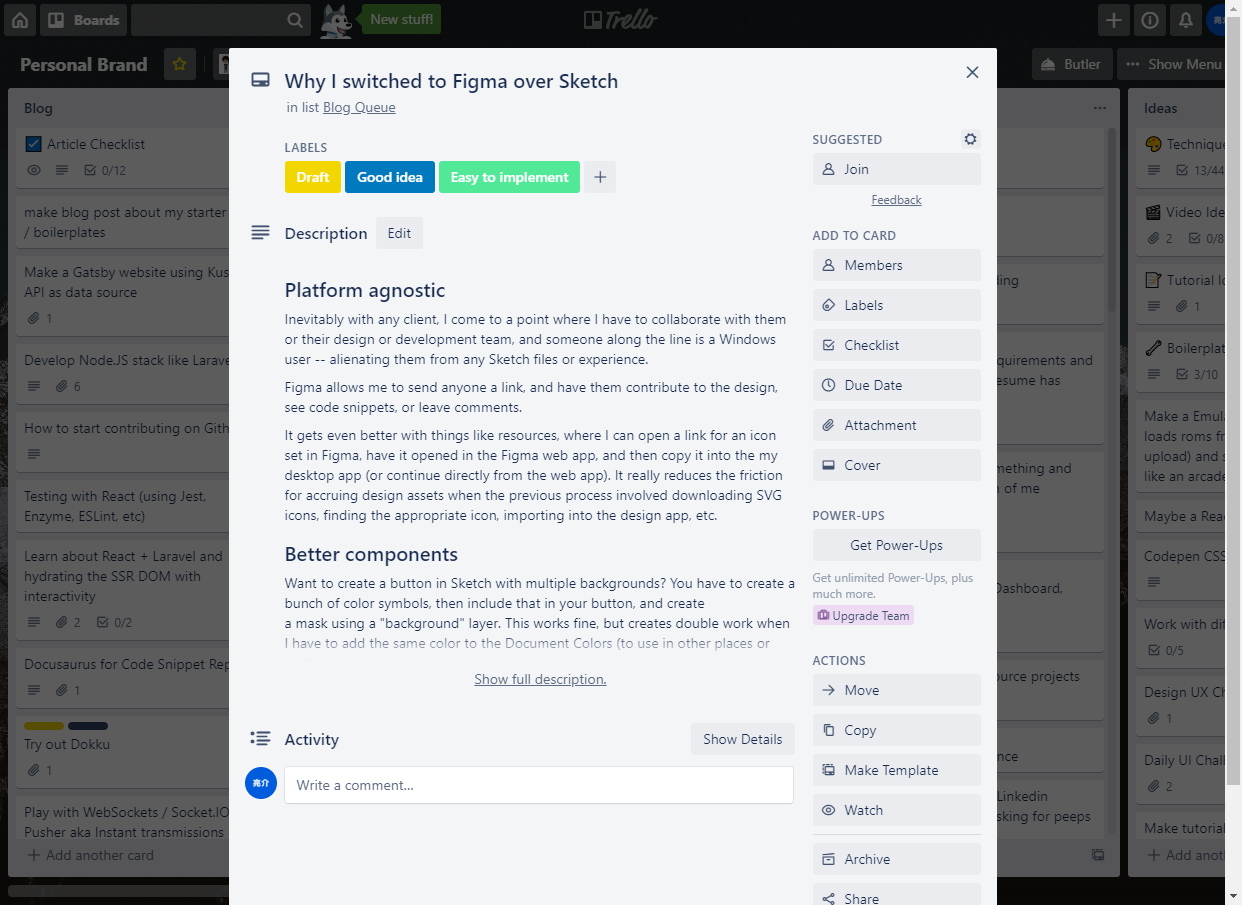 Boards
New stuff!
Trello
Personal Brand
Butler
Show Menu
Blog
Article Checklist
0/12
make blog post about my starter
/ boilerplates
Make a Gatsby website using
API as data source
1
Develop Node.JS stack like
6
How to start contributing on
Testing with React (using Jest,
Enzyme, ESLint, etc)
Learn about React + Laravel and
hydrating the SSR DOM with
interactivity
2 0/2
Docusaurus for Code Snippet
1
Try out Dokku
1
Play with WebSockets / Socket.IO
Pusher aka Instant transmissions
Add another card
Why I switched to Figma over Sketch
in list Blog Queue
LABELS
Draft
Good idea
Easy to implement
Description
Edit
Platform agnostic
Inevitably with any client, I come to a point where I have to collaborate with them
or their design or development team, and someone along the line is a Windows
user -- alienating them from any Sketch files or experience.
Figma allows me to send anyone a link, and have them contribute to the design,
see code snippets, or leave comments.
It gets even better with things like resources, where I can open a link for an icon
set in Figma, have it opened in the Figma web app, and then copy it into the my
desktop app (or continue directly from the web app). It really reduces the friction
for accruing design assets when the previous process involved downloading SVG
icons, finding the appropriate icon, importing into the design app, etc.
Better components
Want to create a button in Sketch with multiple backgrounds? You have to create a
bunch of color symbols, then include that in your button, and create
a mask using a "background" layer. This works fine, but creates double work when
I have to add the same color to the Document Colors (to use in other places or
Show full description.
Activity
Show Details
亮介
Write a comment...
SUGGESTED
Join
Feedback
ADD TO CARD
Members
Labels
Checklist
Due Date
Attachment
Cover
POWER-UPS
Get Power-Ups
Get unlimited Power-Ups, plus
much more.
Upgrade Team
ACTIONS
Move
Copy
Make Template
Watch
Archive
Share
ding
quirements and
esume has
mething and
n of me
Dashboard,
ource projects
nce
Linkedin
sking for peeps
Ideas
Technique
13/44
Video Ide
2 0/8
Tutorial
1
Boilerplat
3/10
Make a Emul
loads roms
upload) and
like an arcade
Maybe a Rea
Codepen CSS
Work with
0/5
Design UX
1
Daily UI
2
Make tutorial
Add